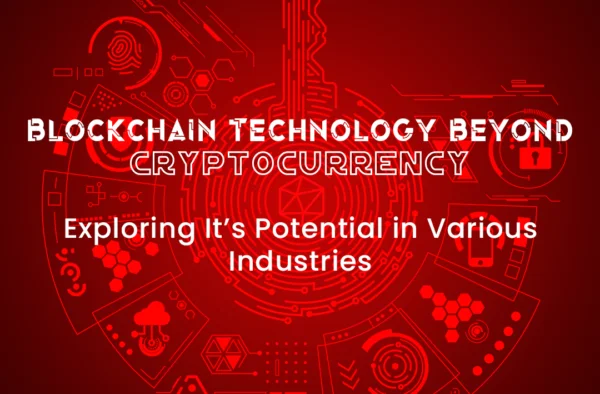 Blockchain Technology Beyond
Cryptocurrency
Exploring It's Potential in Various
Industries